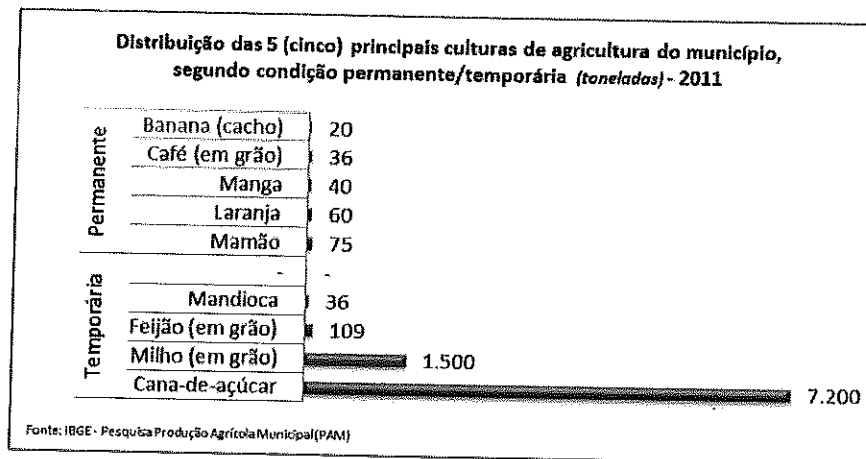 Distribuição das 5 (cinco) principais culturas de agricultura do município,
segundo condição permanente/temporária (toneladas) - 2011
Permanente
Banana (cacho) 20
Café (em grão) 36
Manga 40
Laranja 60
Mamão 75
Temporária
- -
Mandioca 36
Feijão (em grão) 109
Milho (em grão) 1.500
Cana-de-açúcar 7.200
Fonte: IBGE - Pesquisa Produção Agrícola Municipal (PAM)